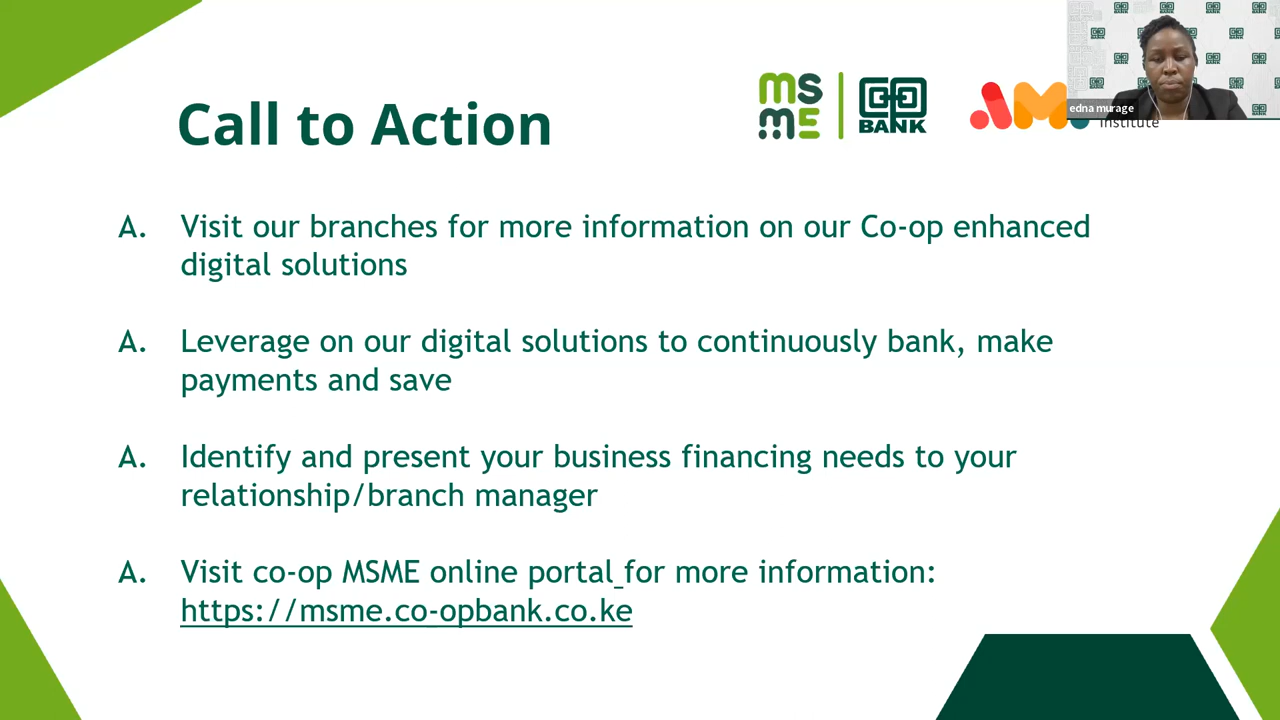 Call to Action
ms
mE
CO-OP
BANK
AM
institute
edna murage
A. Visit our branches for more information on our Co-op enhanced
digital solutions
A. Leverage on our digital solutions to continuously bank, make
payments and save
A. Identify and present your business financing needs to your
relationship/branch manager
A. Visit co-op MSME online portal for more information:
https://msme.co-opbank.co.ke